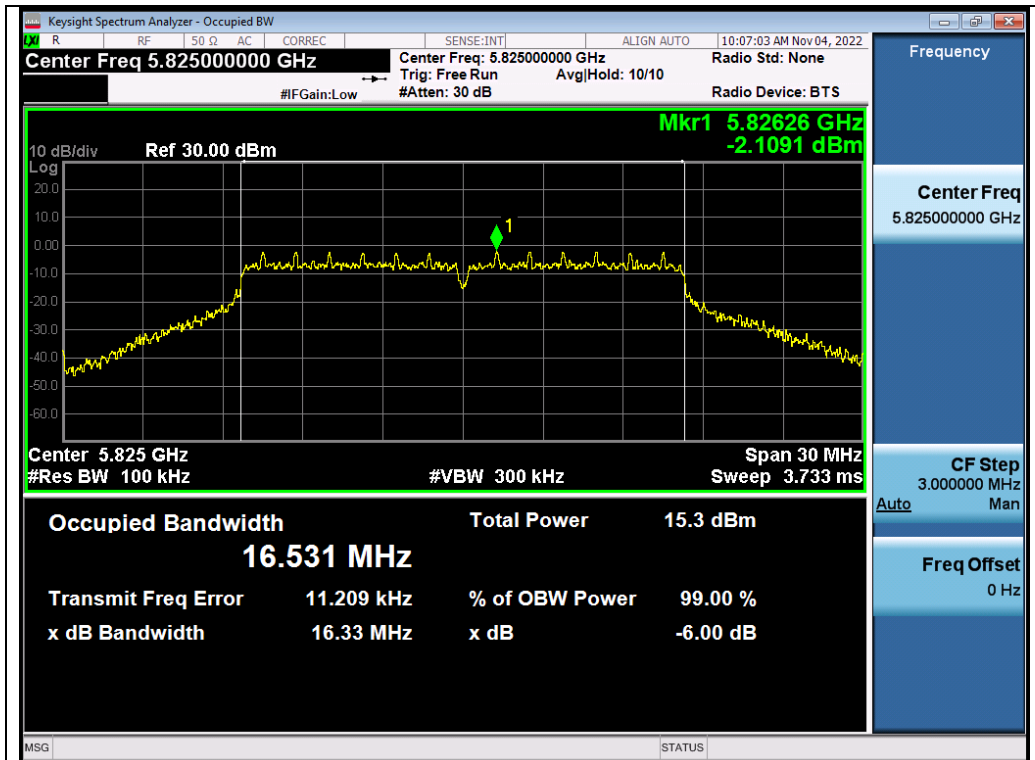 Keysight Spectrum Analyzer - Occupied BW
LXI R RF 50 Ω AC CORREC SENSE:INT ALIGN AUTO 10:07:03 AM Nov 04, 2022
Center Freq 5.825000000 GHz Center Freq: 5.825000000 GHz Radio Std: None
Trig: Free Run Avg|Hold: 10/10
#IFGain:Low #Atten: 30 dB Radio Device: BTS
Frequency
Mkr1 5.82626 GHz
10 dB/div Ref 30.00 dBm -2.1091 dBm
Log
20.0
10.0
0.00
-10.0
-20.0
-30.0
-40.0
-50.0
-60.0
1
Center 5.825 GHz Span 30 MHz
#Res BW 100 kHz #VBW 300 kHz Sweep 3.733 ms
Center Freq
5.825000000 GHz
CF Step
3.000000 MHz
Auto Man
Freq Offset
0 Hz
Occupied Bandwidth Total Power 15.3 dBm
16.531 MHz
Transmit Freq Error 11.209 kHz % of OBW Power 99.00 %
x dB Bandwidth 16.33 MHz x dB -6.00 dB
MSG STATUS